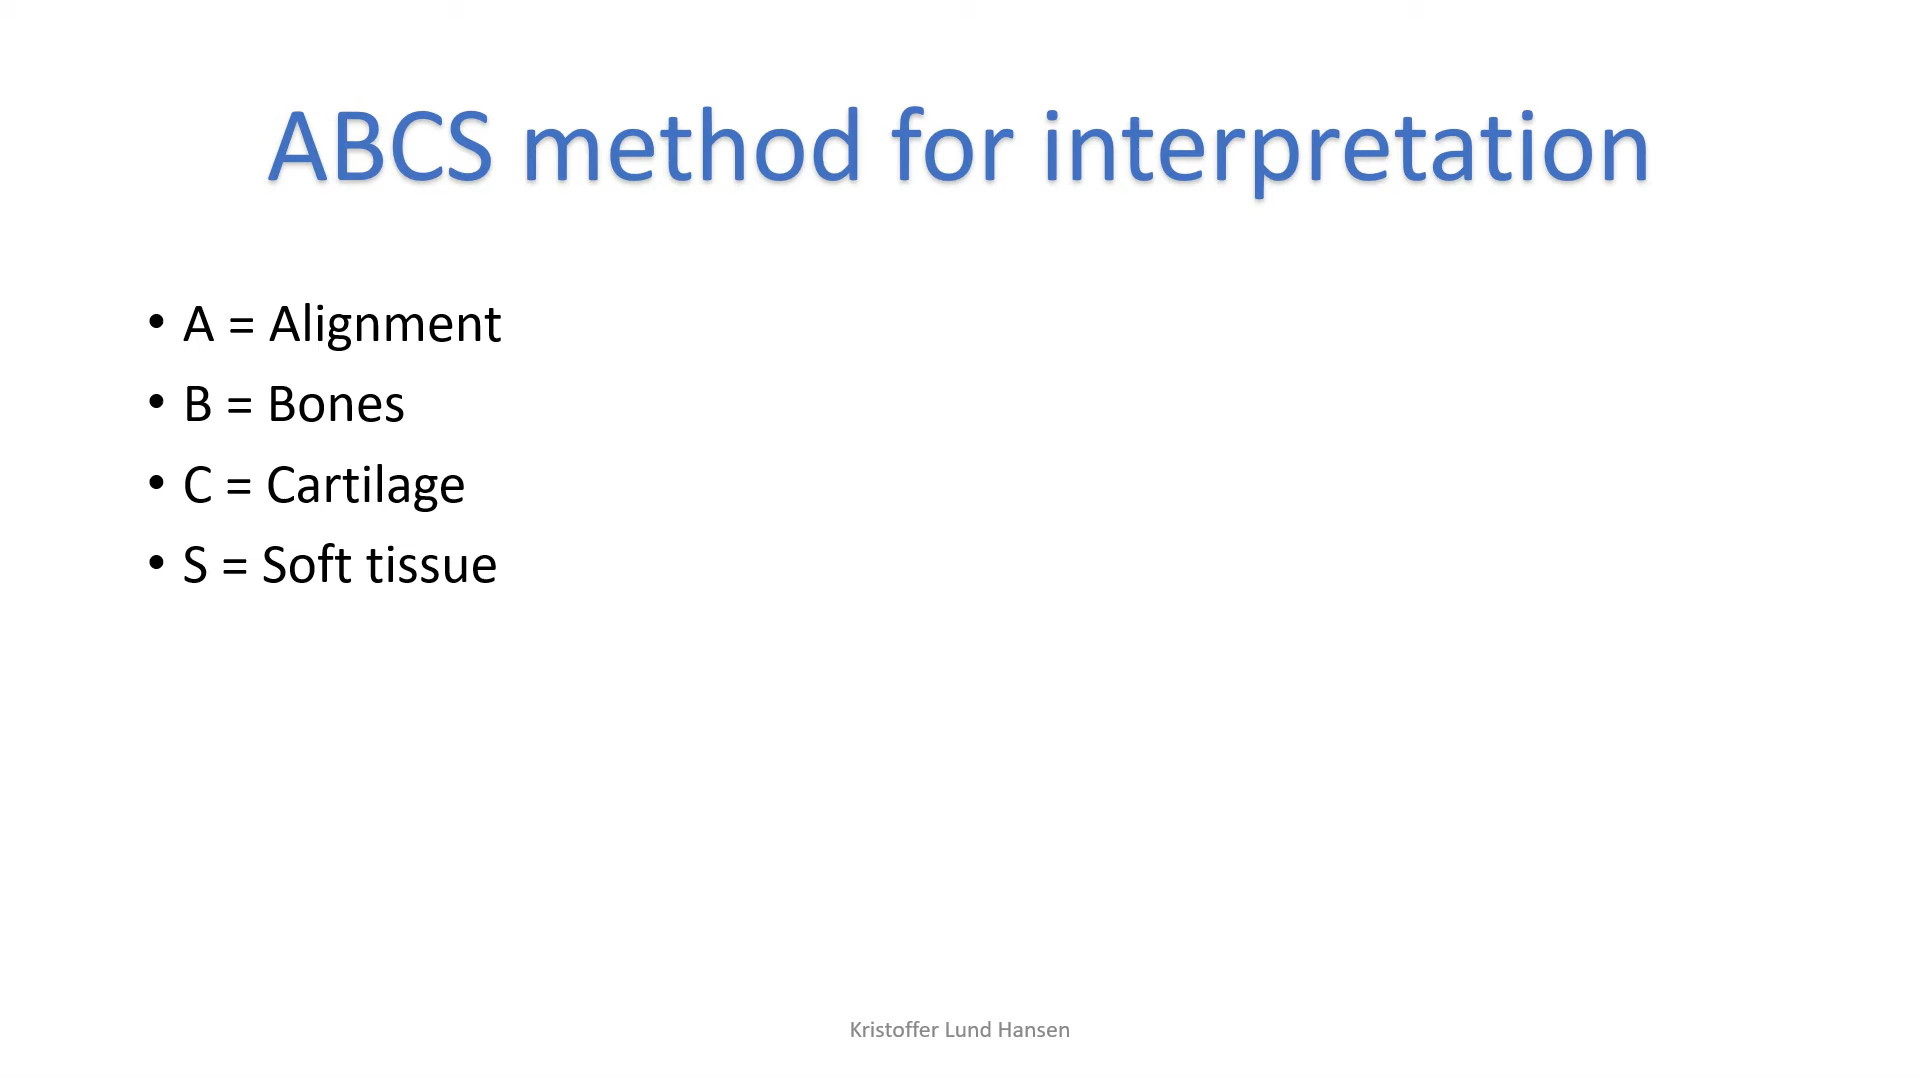 ABCS method for interpretation
• A = Alignment
• B = Bones
• C = Cartilage
• S = Soft tissue
Kristoffer Lund Hansen